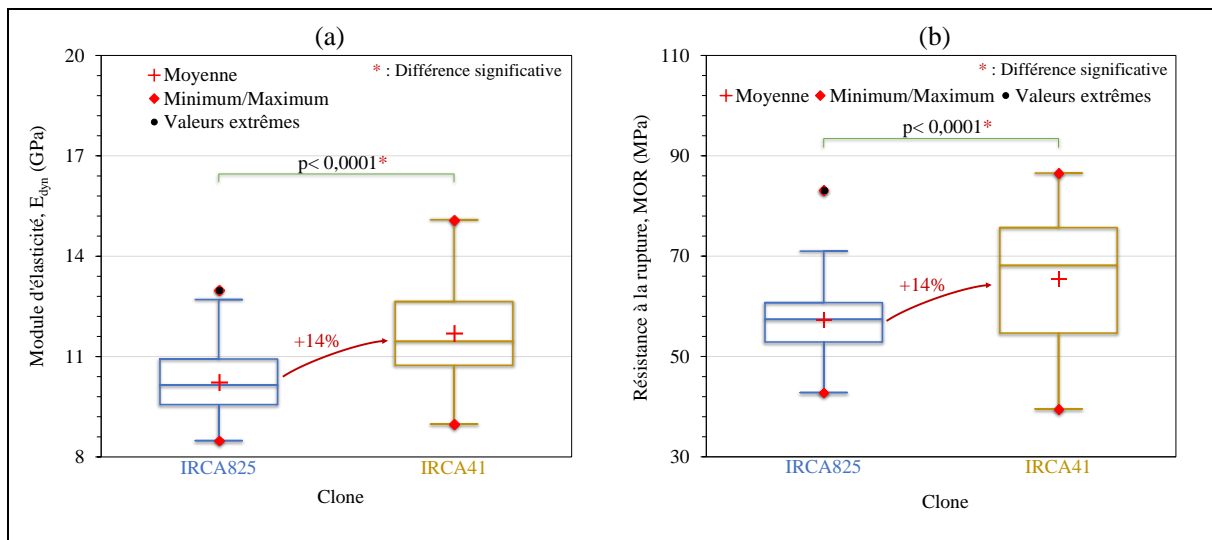 (a)
20
17
14
11
8
Module d'élasticité, Edyn (GPa)
Moyenne
Minimum/Maximum
Valeurs extrêmes
* : Différence significative
p< 0,0001*
+14%
IRCA825
IRCA41
Clone
(b)
110
90
70
50
30
Résistance à la rupture, MOR (MPa)
* : Différence significative
Moyenne Minimum/Maximum Valeurs extrêmes
p< 0,0001*
+14%
IRCA825
IRCA41
Clone